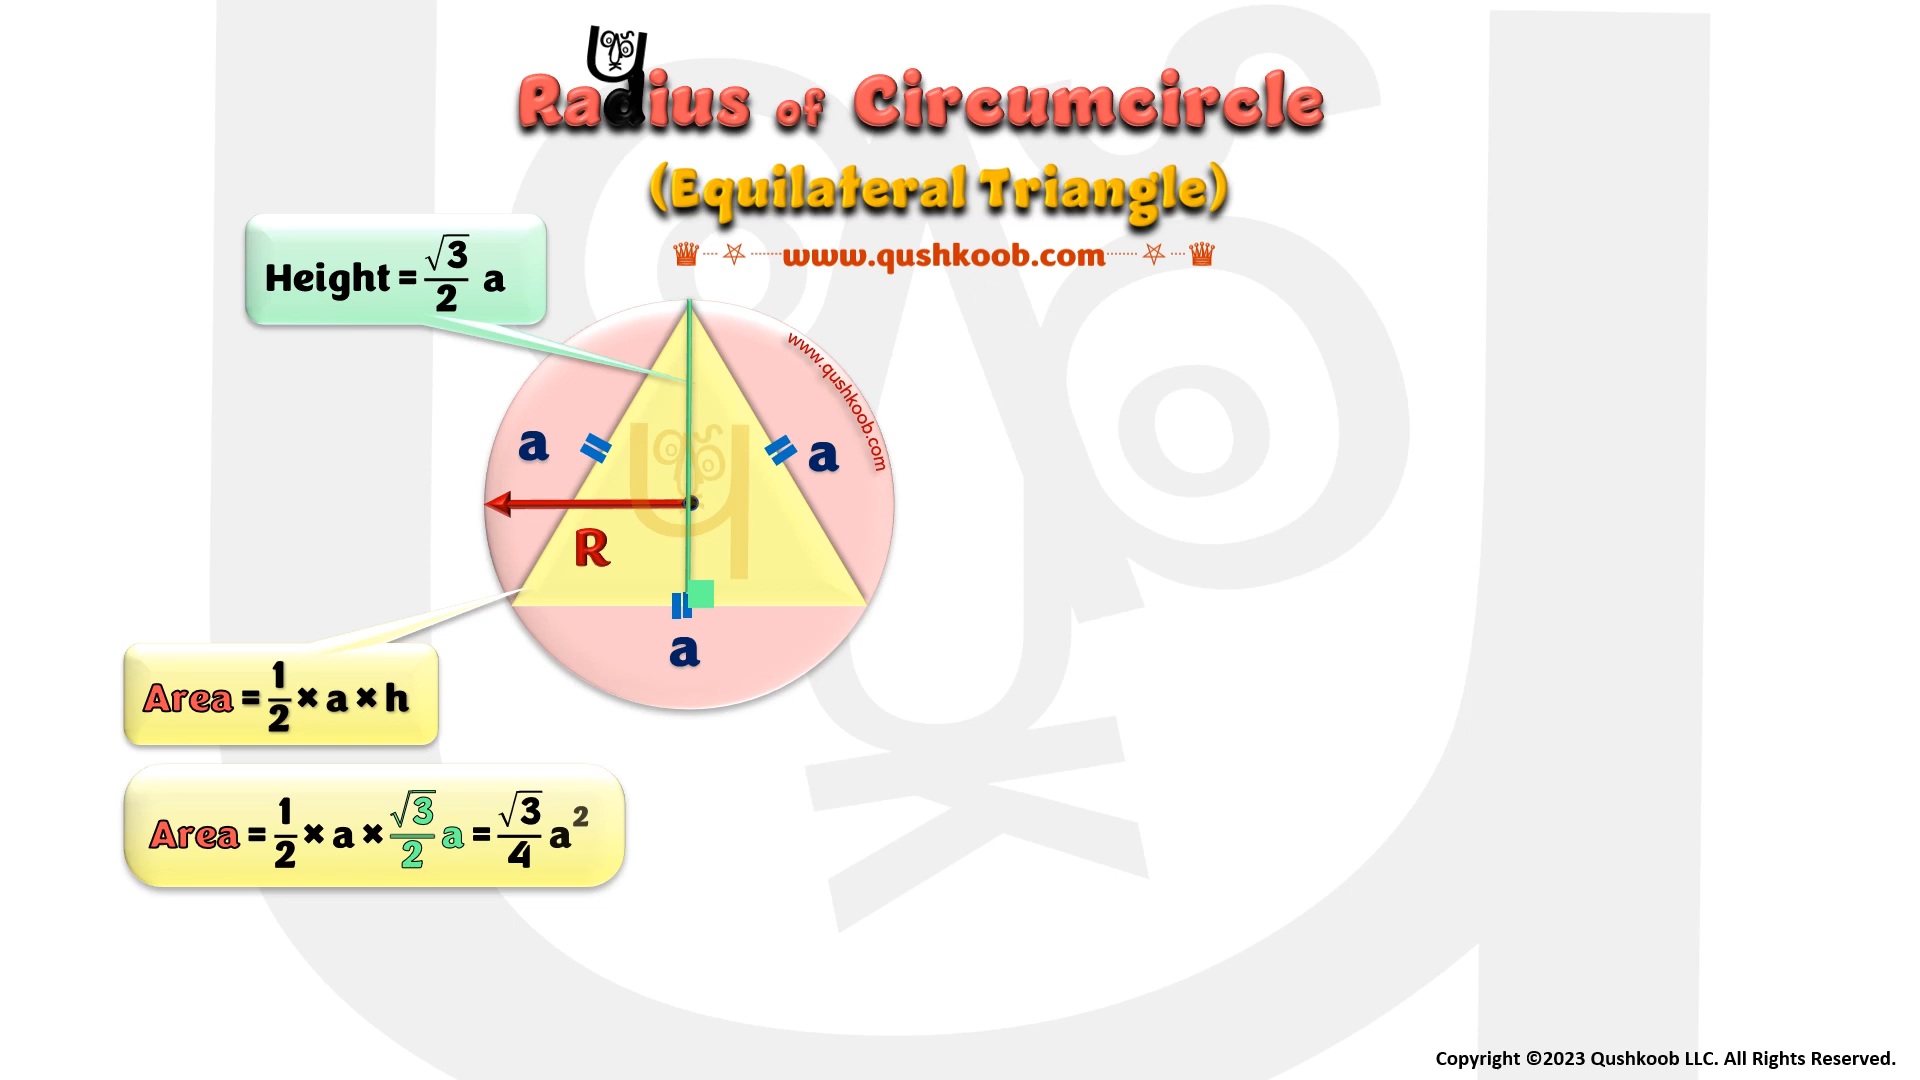 Radius of Circumcircle
(Equilateral Triangle)
www.qushkoob.com
Height = √3/2 a
www.qushkoob.com
a
a
R
a
Area = 1/2 × a × h
Area = 1/2 × a × √3/2 a = √3/4 a²
Copyright ©2023 Qushkoob LLC. All Rights Reserved.